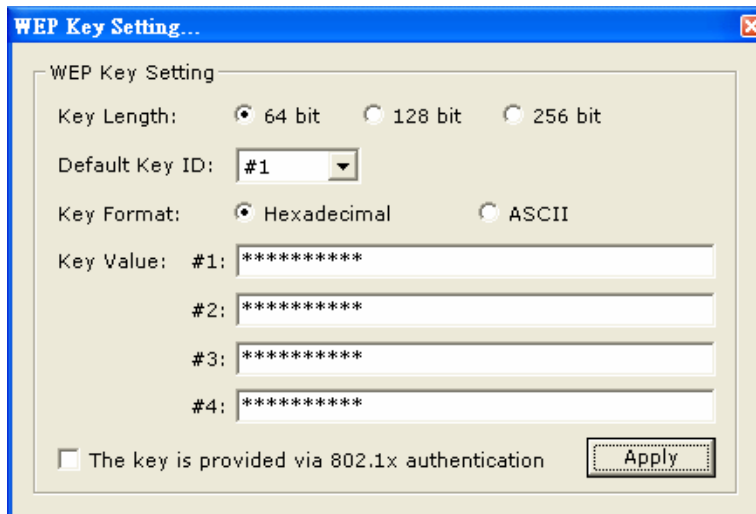 WEP Key Setting...
WEP Key Setting
Key Length: 64 bit 128 bit 256 bit
Default Key ID: #1
Key Format: Hexadecimal ASCII
Key Value: #1: **********
#2: **********
#3: **********
#4: **********
The key is provided via 802.1x authentication Apply